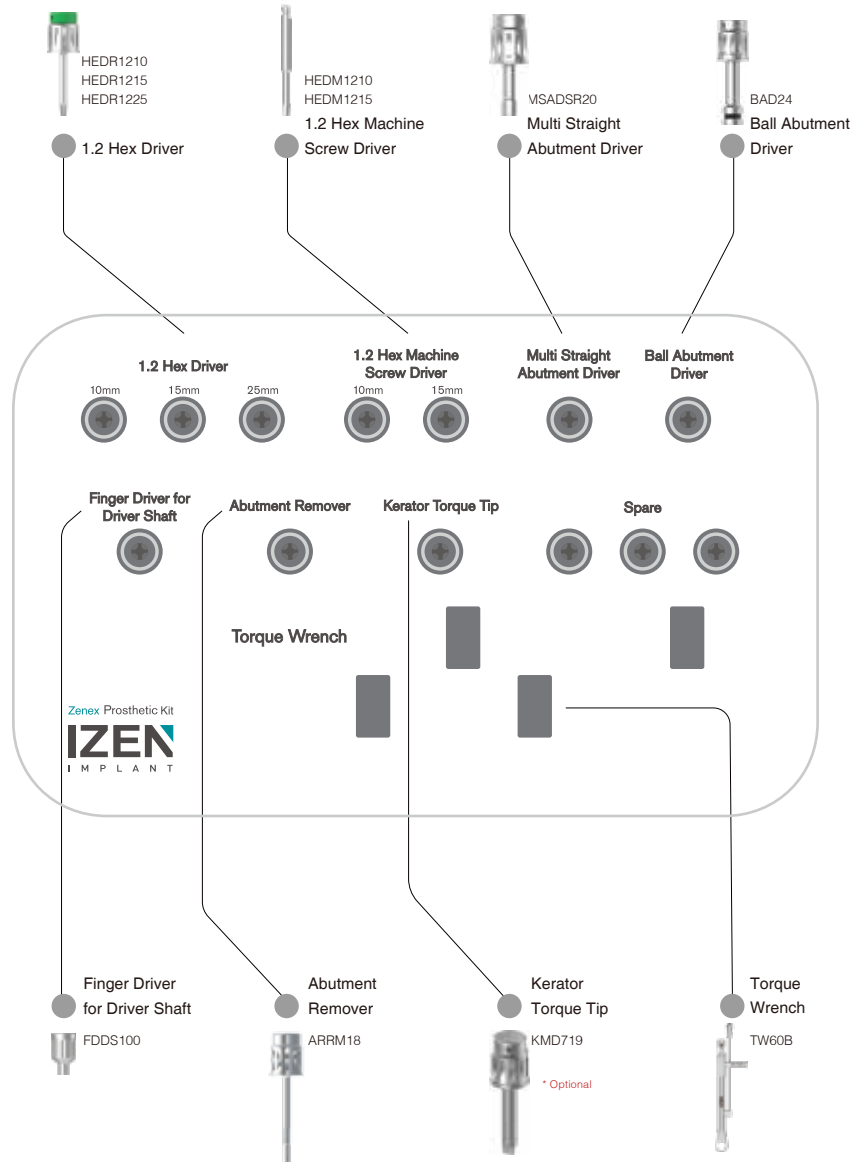 HEDR1210
HEDR1215
HEDR1225
1.2 Hex Driver
HEDM1210
HEDM1215
1.2 Hex Machine
Screw Driver
MSADSR20
Multi Straight
Abutment Driver
BAD24
Ball Abutment
Driver
1.2 Hex Driver
10mm
15mm
25mm
1.2 Hex Machine
Screw Driver
10mm
15mm
Multi Straight
Abutment Driver
Ball Abutment
Driver
Finger Driver for
Driver Shaft
Abutment Remover
Kerator Torque Tip
Spare
Torque Wrench
Zenex Prosthetic Kit
IZEN
IMPLANT
Finger Driver
for Driver Shaft
FDDS100
Abutment
Remover
ARRM18
Kerator
Torque Tip
KMD719
* Optional
Torque
Wrench
TW60B